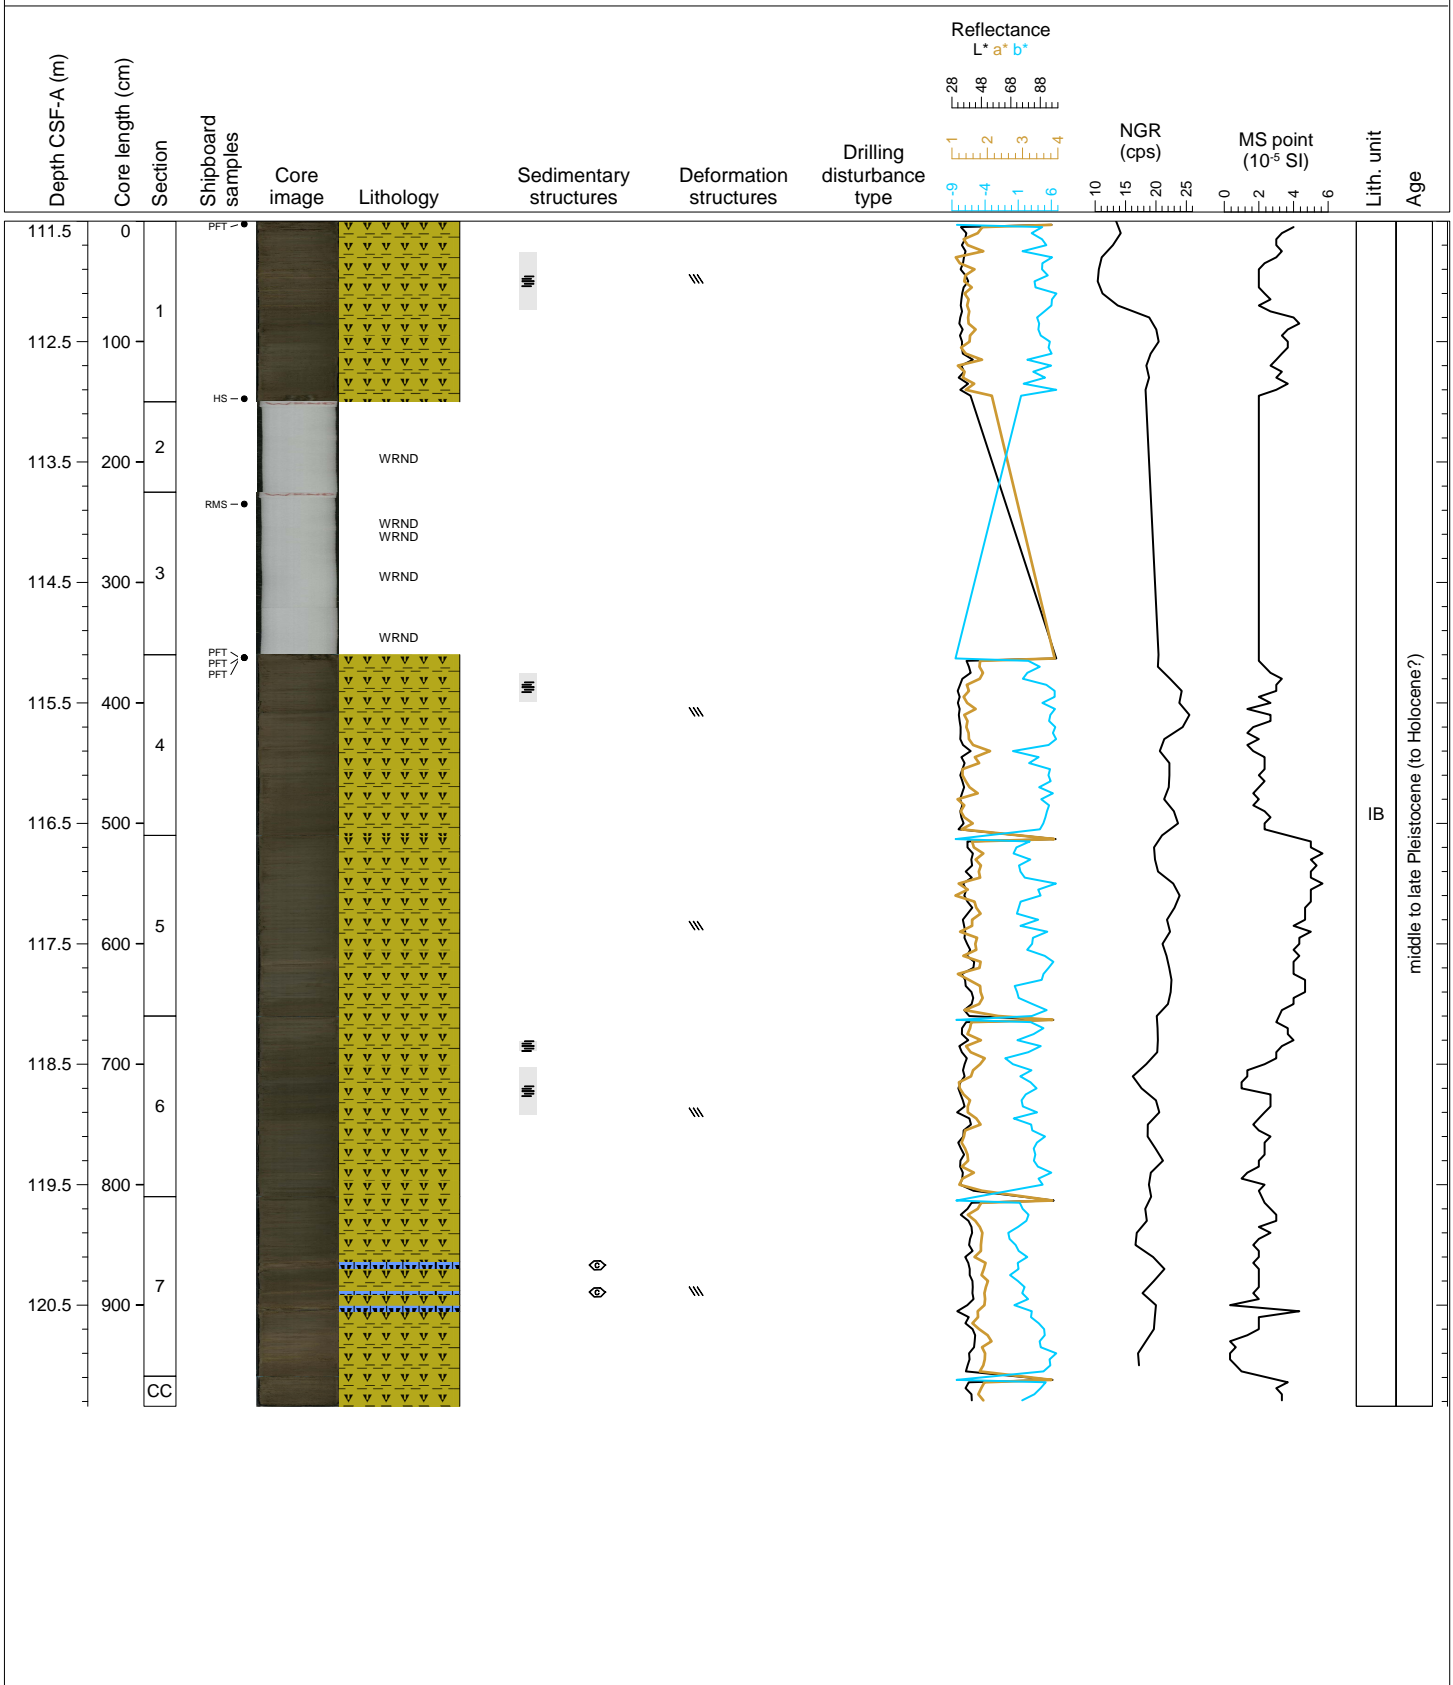 Depth CSF-A (m)
Core length (cm)
Section
Shipboard
samples
Core
image
Lithology
Sedimentary
structures
Deformation
structures
Drilling
disturbance
type
Reflectance
L* a* b*
28 48 68 88
1 2 3 4
-9 -4 1 6
NGR
(cps)
10 15 20 25
MS point
(10-5 SI)
0 2 4 6
Lith. unit
Age
111.5 0
PFT
1
112.5 100
HS
2
113.5 200
WRND
RMS
WRND
WRND
3
114.5 300
WRND
WRND
PFT
PFT
PFT
115.5 400
4
116.5 500
IB
middle to late Pleistocene (to Holocene?)
5
117.5 600
118.5 700
6
119.5 800
C
7
C
120.5 900
CC